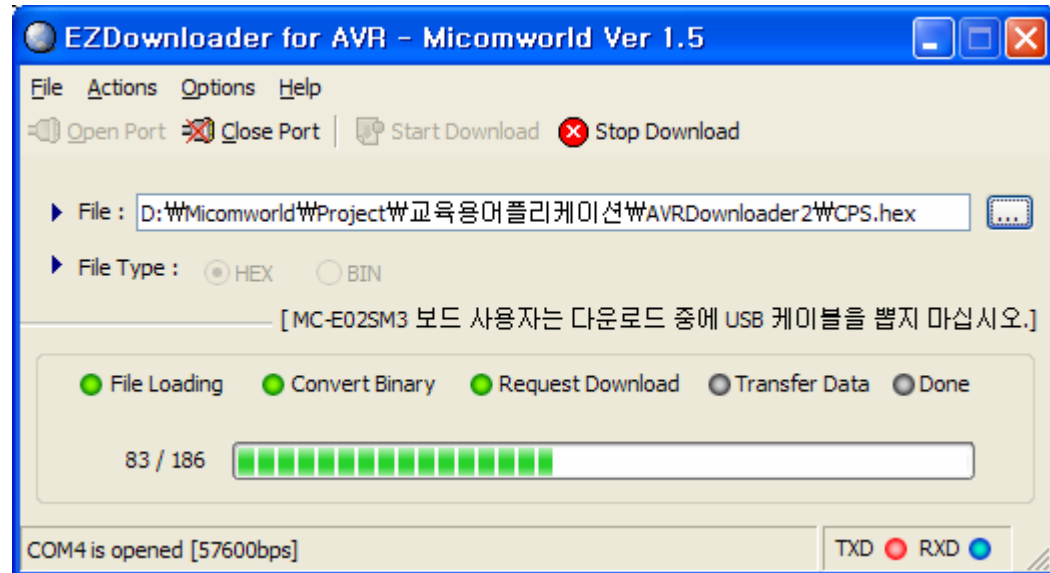 EZDownloader for AVR - Micomworld Ver 1.5
File Actions Options Help
Open Port Close Port Start Download Stop Download
File : D:₩Micomworld₩Project₩교육용어플리케이션₩AVRDownloader2₩CPS.hex ...
File Type : HEX BIN
[ MC-E02SM3 보드 사용자는 다운로드 중에 USB 케이블을 뽑지 마십시오.]
File Loading Convert Binary Request Download Transfer Data Done
83 / 186
COM4 is opened [57600bps] TXD RXD